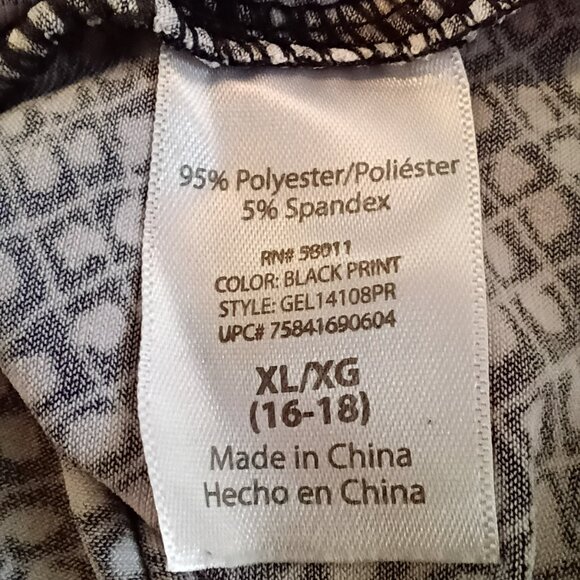 95% Polyester/Poliéster
5% Spandex
RN# 58011
COLOR: BLACK PRINT
STYLE: GEL14108PR
UPC# 75841690604
XL/XG
(16-18)
Made in China
Hecho en China